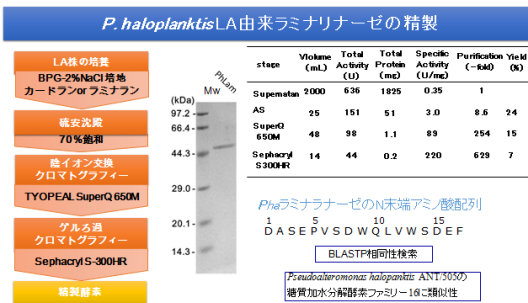 P. haloplanktis LA由来ラミナリナーゼの精製
LA株の培養
BPG-2%NaCl培地
カードランor ラミナラン
硫安沈殿
70%飽和
陰イオン交換
クロマトグラフィー
TYOPEAL SuperQ 650M
ゲルろ過
クロマトグラフィー
Sephacryl S-300HR
精製酵素
(kDa) Mw PhLam
97.2
66.4
44.3
29.0
20.1
14.3
stage Vlolume (mL) Total Activity (U) Total Protein (mg) Specific Activity (U/mg) Purification (-fold) Yield (%)
Supernatan 2000 636 1825 0.35 1
AS 25 151 51 3.0 8.6 24
SuperQ 650M 48 98 1.1 89 254 15
Sephacryl S300HR 14 44 0.2 220 629 7
PhaラミナラナーゼのN末端アミノ酸配列
1 5 10 15
D A S E P V S D W Q L V W S D E F
BLASTP相同性検索
Pseudoalteromonas halopanktis ANT/505の
糖質加水分解酵素ファミリー16に類似性